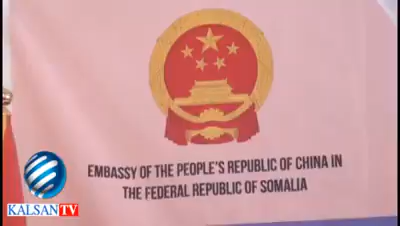 EMBASSY OF THE PEOPLE'S REPUBLIC OF CHINA IN
THE FEDERAL REPUBLIC OF SOMALIA
KALSAN TV